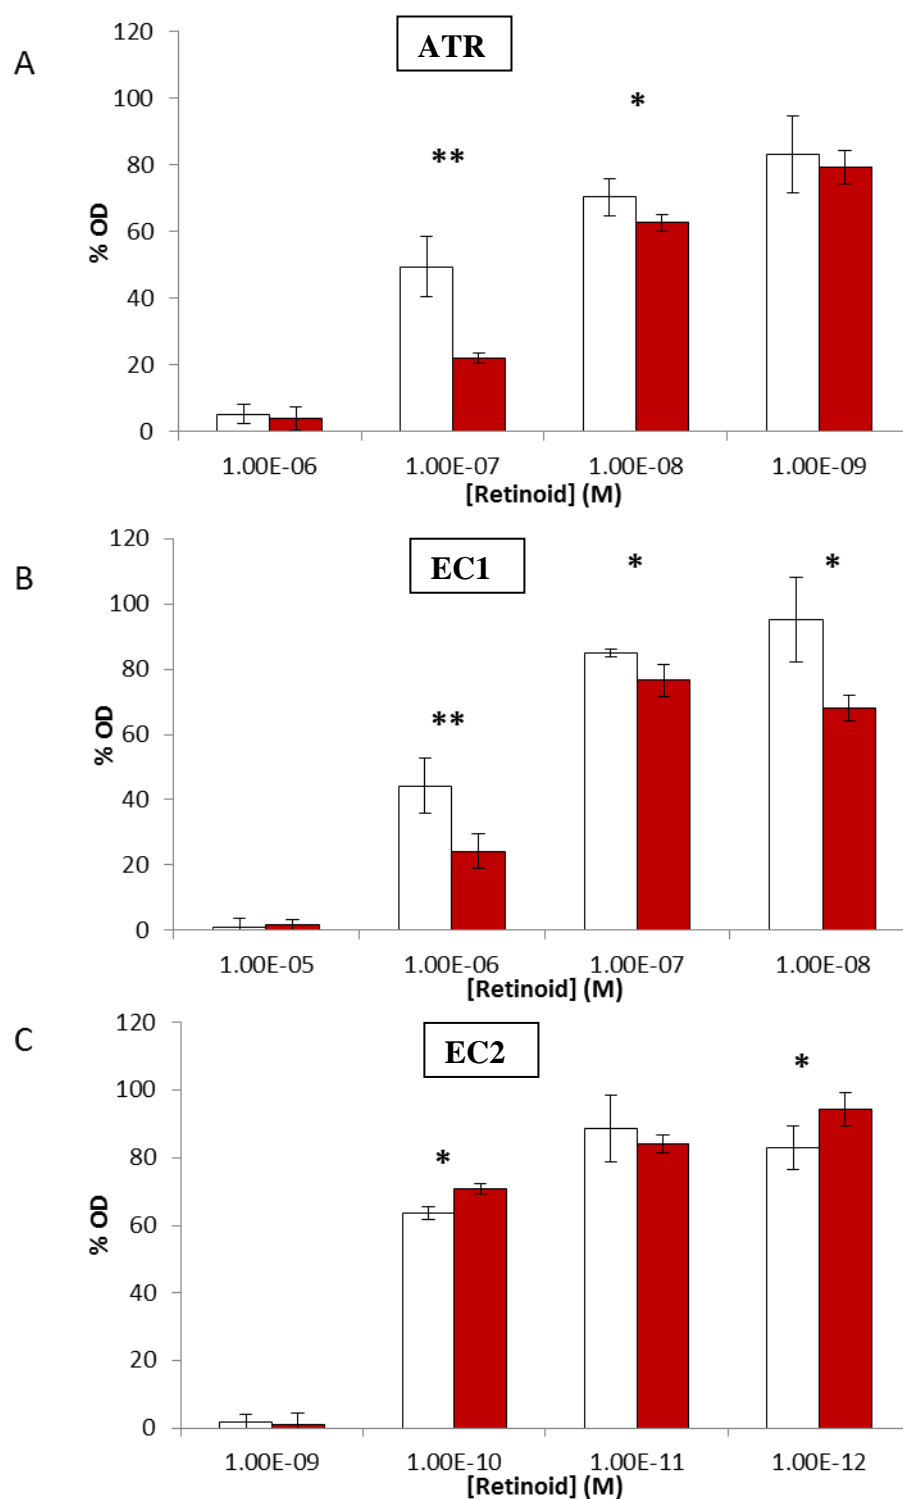 A
ATR
120
100
80
60
40
20
0
% OD
*
**
1.00E-06 1.00E-07 1.00E-08 1.00E-09
[Retinoid] (M)
B
EC1
120
100
80
60
40
20
0
% OD
* *
**
1.00E-05 1.00E-06 1.00E-07 1.00E-08
[Retinoid] (M)
C
EC2
120
100
80
60
40
20
0
% OD
*
*
1.00E-09 1.00E-10 1.00E-11 1.00E-12
[Retinoid] (M)